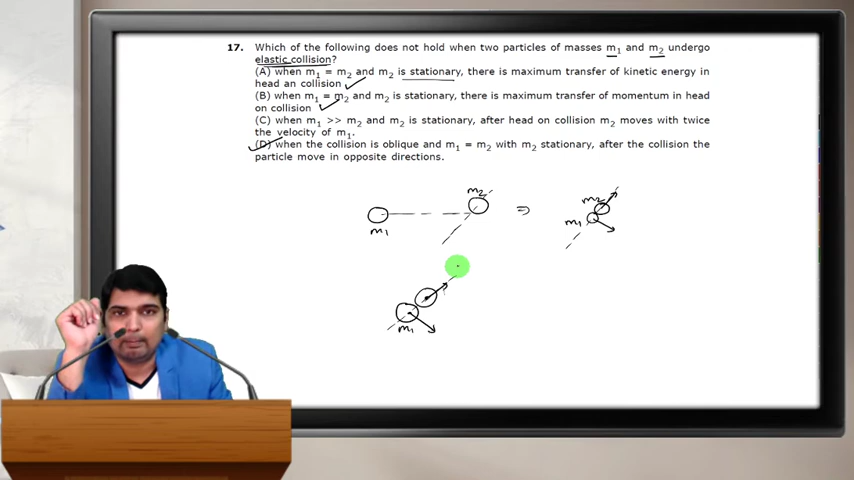 17. Which of the following does not hold when two particles of masses m₁ and m₂ undergo
elastic collision?
(A) when m₁ = m₂ and m₂ is stationary, there is maximum transfer of kinetic energy in
head an collision
(B) when m₁ = m₂ and m₂ is stationary, there is maximum transfer of momentum in head
on collision
(C) when m₁ >> m₂ and m₂ is stationary, after head on collision m₂ moves with twice
the velocity of m₁.
(D) when the collision is oblique and m₁ = m₂ with m₂ stationary, after the collision the
particle move in opposite directions.
m₂
m₁
⇒
m₂
m₁
m₁